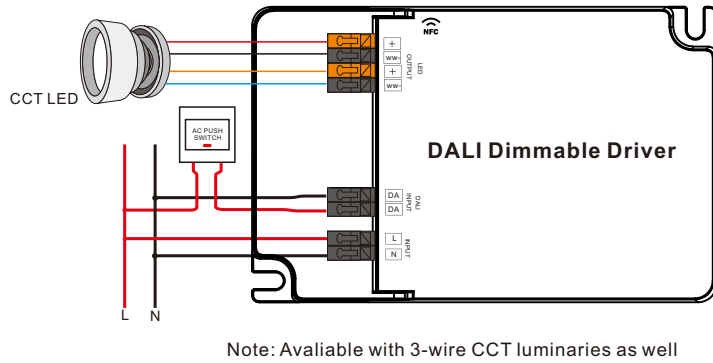 NFC
+
ww-
+
ww-
LED
OUTPUT
CCT LED
AC PUSH
SWITCH
DALI Dimmable Driver
DA
DA
DALI
INPUT
L
N
INPUT
L
N
Note: Avaliable with 3-wire CCT luminaries as well